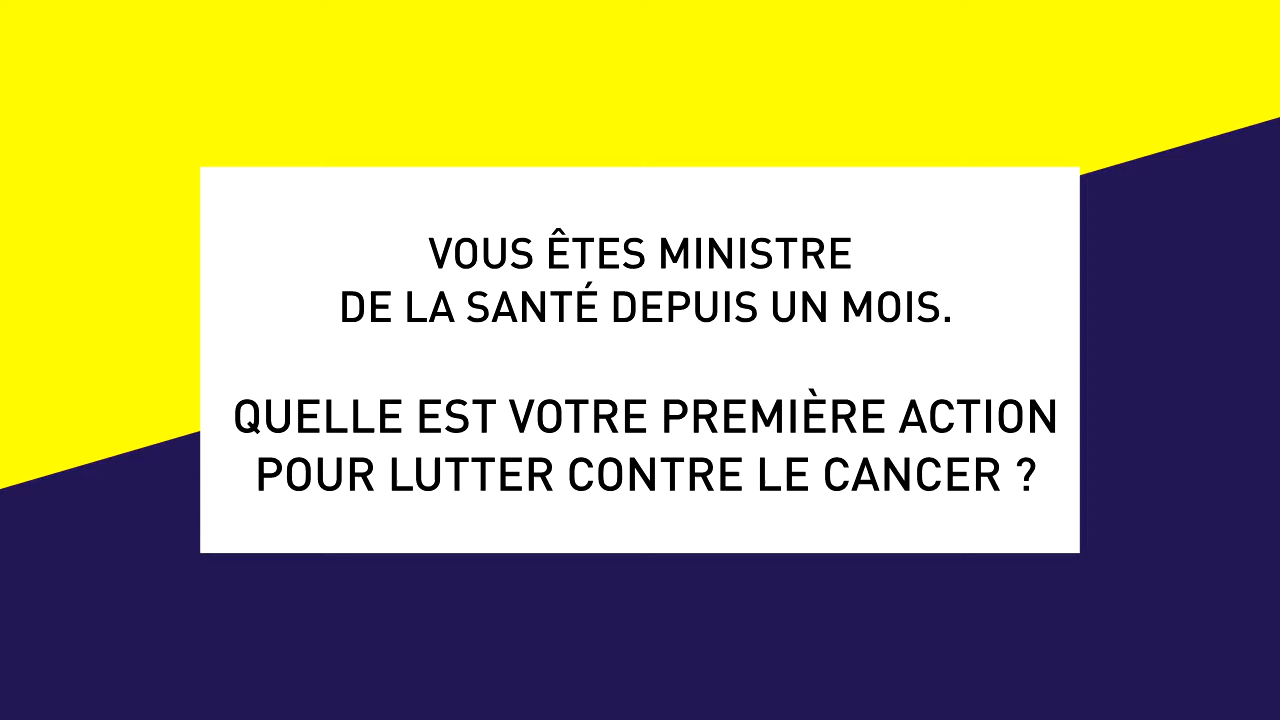 VOUS ÊTES MINISTRE
DE LA SANTÉ DEPUIS UN MOIS.
QUELLE EST VOTRE PREMIÈRE ACTION
POUR LUTTER CONTRE LE CANCER ?